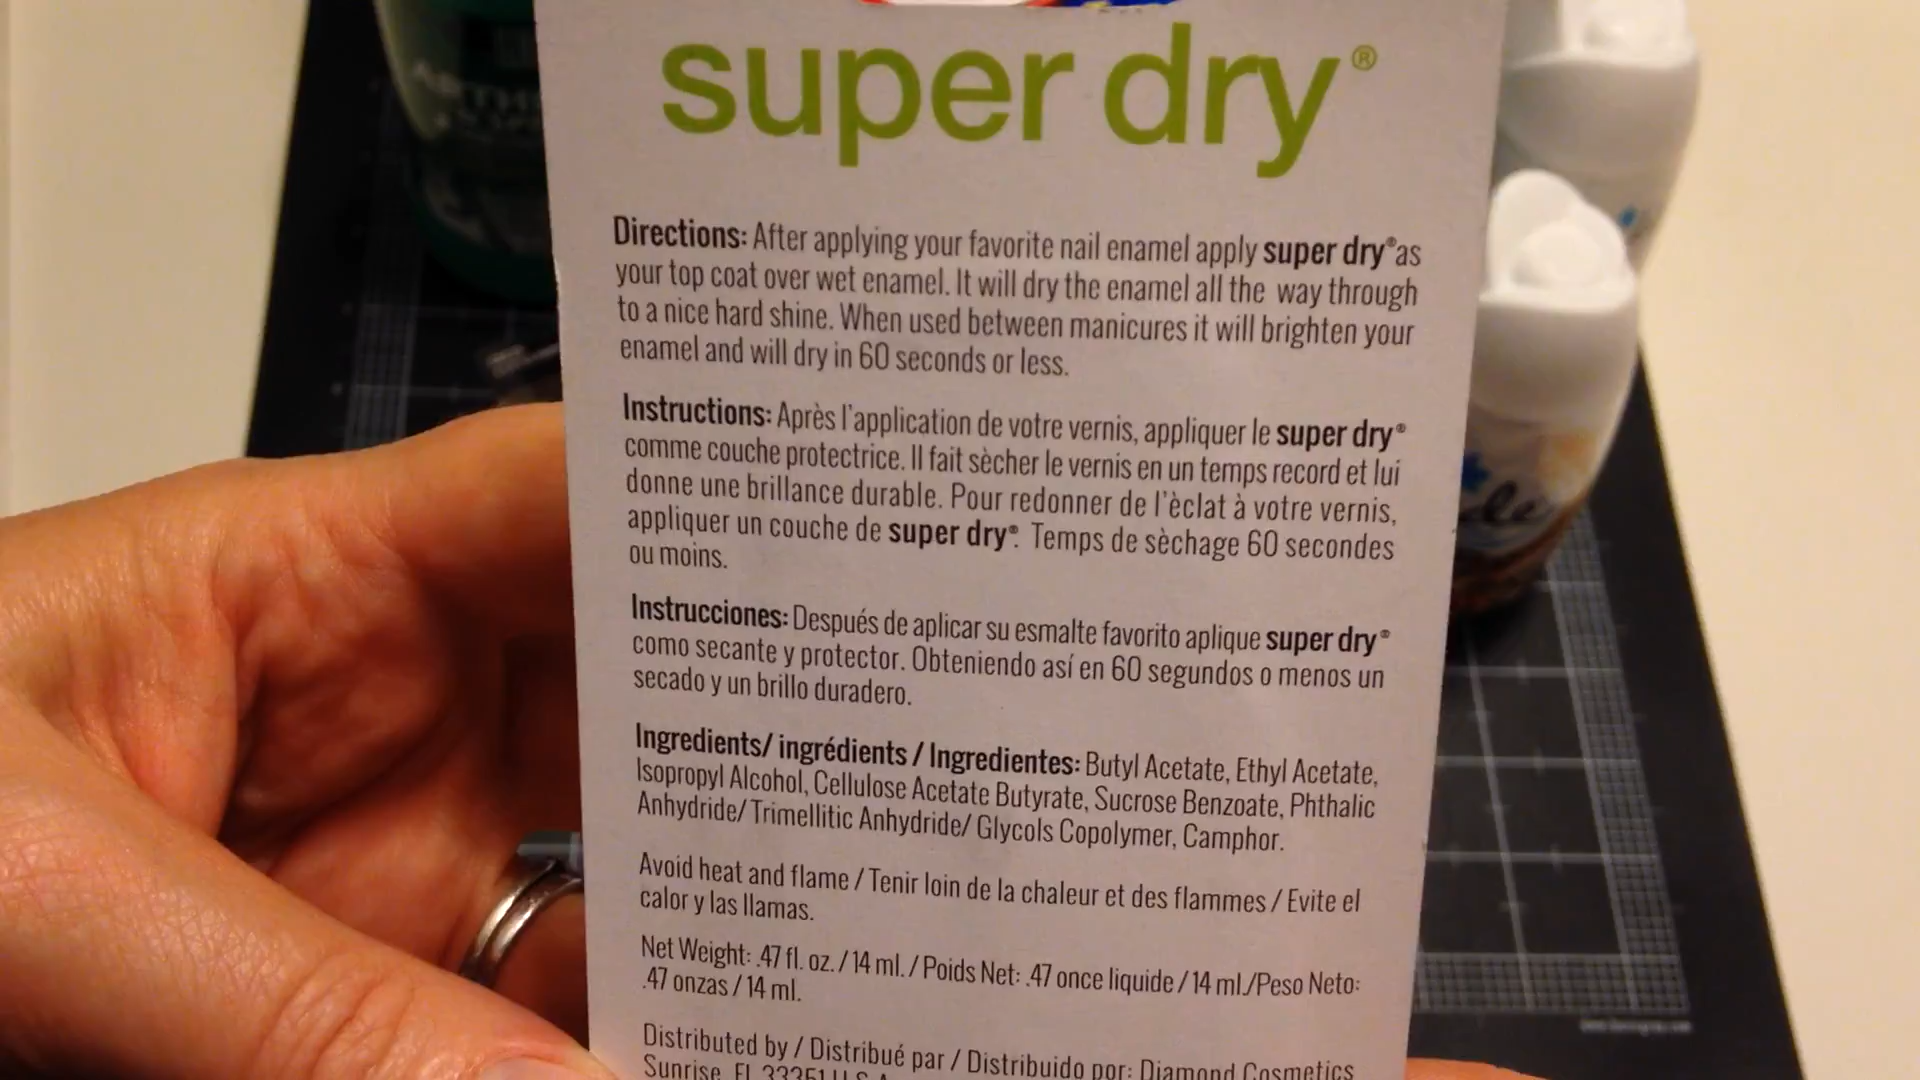 super dry®
Directions: After applying your favorite nail enamel apply super dry® as
your top coat over wet enamel. It will dry the enamel all the way through
to a nice hard shine. When used between manicures it will brighten your
enamel and will dry in 60 seconds or less.
Instructions: Après l'application de votre vernis, appliquer le super dry®
comme couche protectrice. Il fait sècher le vernis en un temps record et lui
donne une brillance durable. Pour redonner de l'èclat à votre vernis,
appliquer un couche de super dry®. Temps de sèchage 60 secondes
ou moins.
Instrucciones: Después de aplicar su esmalte favorito aplique super dry®
como secante y protector. Obteniendo así en 60 segundos o menos un
secado y un brillo duradero.
Ingredients/ ingrédients / Ingredientes: Butyl Acetate, Ethyl Acetate,
Isopropyl Alcohol, Cellulose Acetate Butyrate, Sucrose Benzoate, Phthalic
Anhydride/ Trimellitic Anhydride/ Glycols Copolymer, Camphor.
Avoid heat and flame / Tenir loin de la chaleur et des flammes / Evite el
calor y las llamas.
Net Weight: .47 fl. oz. / 14 ml. / Poids Net: .47 once liquide / 14 ml./Peso Neto:
.47 onzas / 14 ml.
Distributed by / Distribué par / Distribuido por: Diamond Cosmetics
Sunrise, FL 33351 U.S.A.